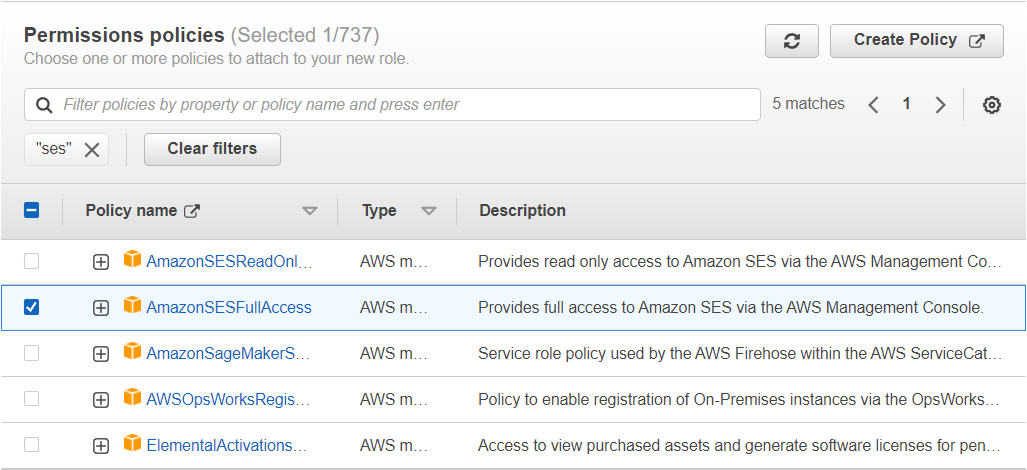 Permissions policies (Selected 1/737)
Choose one or more policies to attach to your new role.
Create Policy
Filter policies by property or policy name and press enter
5 matches
1
"ses"
Clear filters
Policy name Type Description
AmazonSESReadOnl... AWS m... Provides read only access to Amazon SES via the AWS Management Co...
AmazonSESFullAccess AWS m... Provides full access to Amazon SES via the AWS Management Console.
AmazonSageMakerS... AWS m... Service role policy used by the AWS Firehose within the AWS ServiceCat...
AWSOpsWorksRegis... AWS m... Policy to enable registration of On-Premises instances via the OpsWorks...
ElementalActivations... AWS m... Access to view purchased assets and generate software licenses for pen...